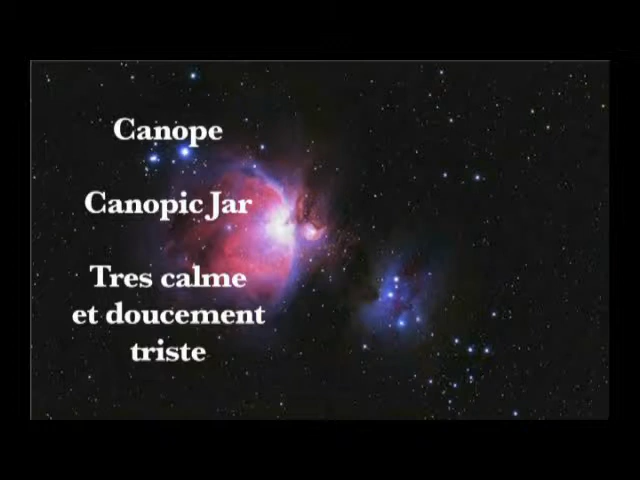 Canope
Canopic Jar
Tres calme
et doucement
triste